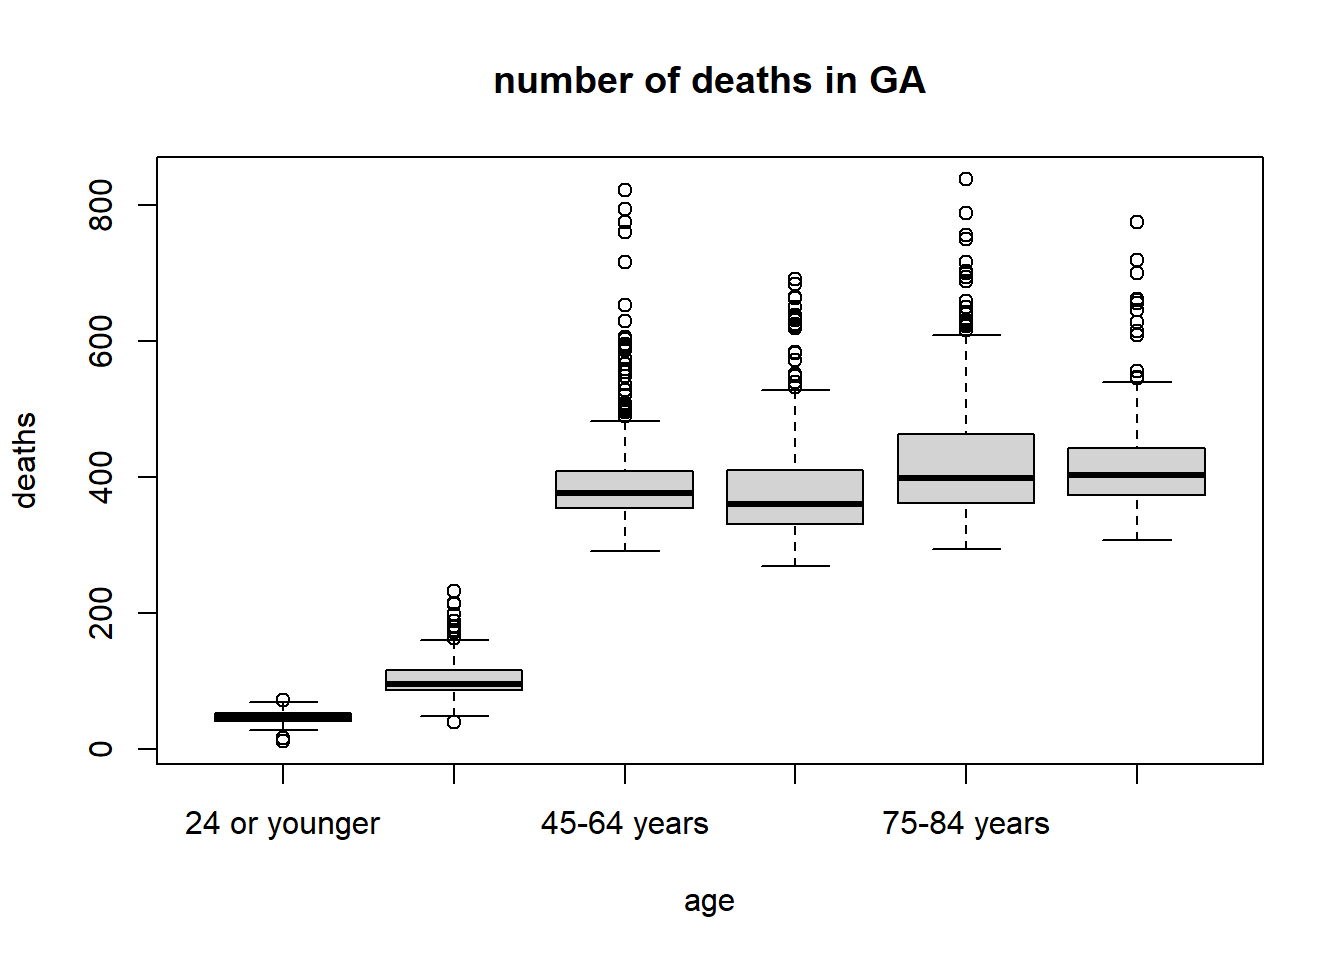 number of deaths in GA
800
600
400
200
0
deaths
24 or younger
45-64 years
75-84 years
age